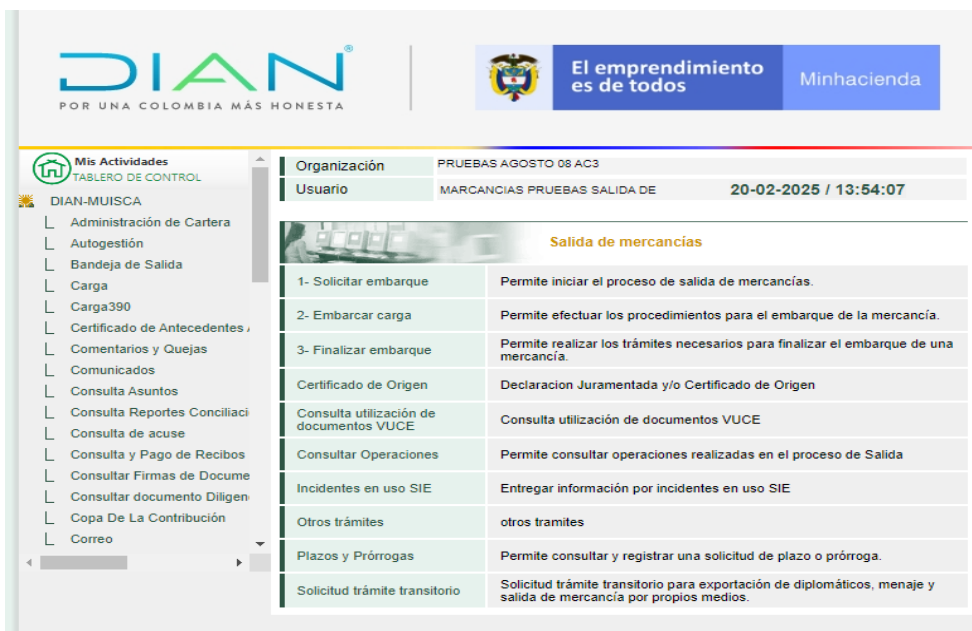 DIAN®
POR UNA COLOMBIA MÁS HONESTA
El emprendimiento
es de todos
Minhacienda
Mis Actividades
TABLERO DE CONTROL
DIAN-MUISCA
Administración de Cartera
Autogestión
Bandeja de Salida
Carga
Carga390
Certificado de Antecedentes
Comentarios y Quejas
Comunicados
Consulta Asuntos
Consulta Reportes Conciliaci
Consulta de acuse
Consulta y Pago de Recibos
Consultar Firmas de Docume
Consultar documento Diligen
Copa De La Contribución
Correo
Organización PRUEBAS AGOSTO 08 AC3
Usuario MARCANCIAS PRUEBAS SALIDA DE 20-02-2025 / 13:54:07
Salida de mercancías
1- Solicitar embarque Permite iniciar el proceso de salida de mercancías.
2- Embarcar carga Permite efectuar los procedimientos para el embarque de la mercancía.
3- Finalizar embarque Permite realizar los trámites necesarios para finalizar el embarque de una
mercancía.
Certificado de Origen Declaracion Juramentada y/o Certificado de Origen
Consulta utilización de
documentos VUCE Consulta utilización de documentos VUCE
Consultar Operaciones Permite consultar operaciones realizadas en el proceso de Salida
Incidentes en uso SIE Entregar información por incidentes en uso SIE
Otros trámites otros tramites
Plazos y Prórrogas Permite consultar y registrar una solicitud de plazo o prórroga.
Solicitud trámite transitorio Solicitud trámite transitorio para exportación de diplomáticos, menaje y
salida de mercancía por propios medios.